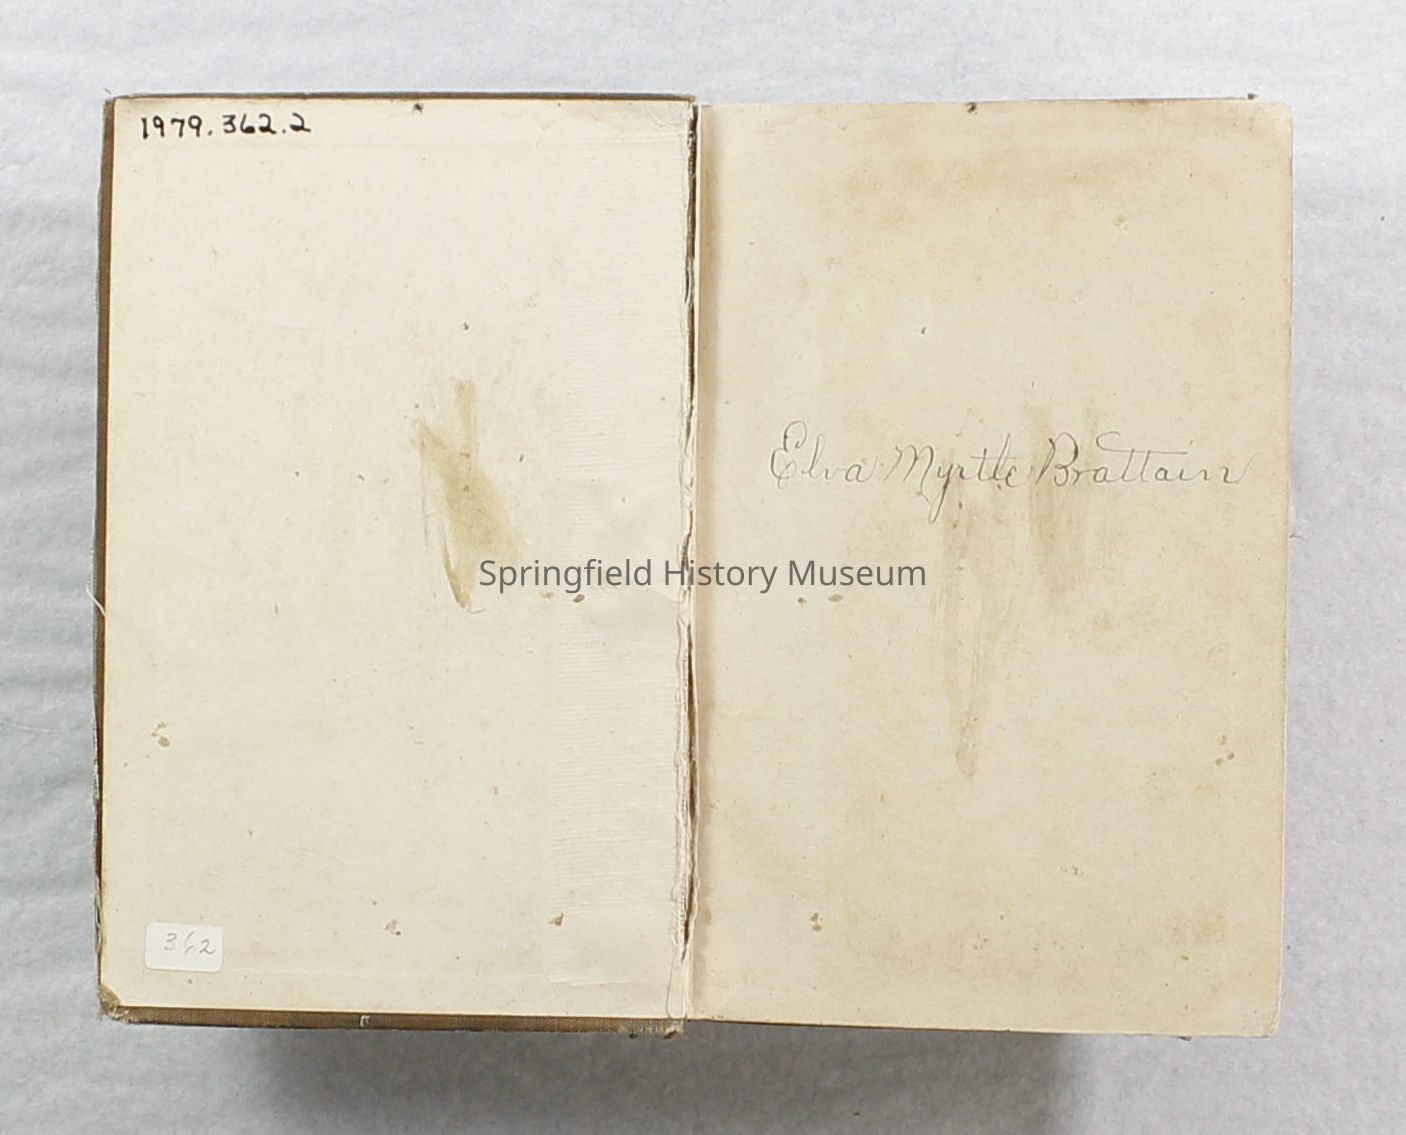 1979.362.2
Elva Myrtle Brattain
Springfield History Museum
362